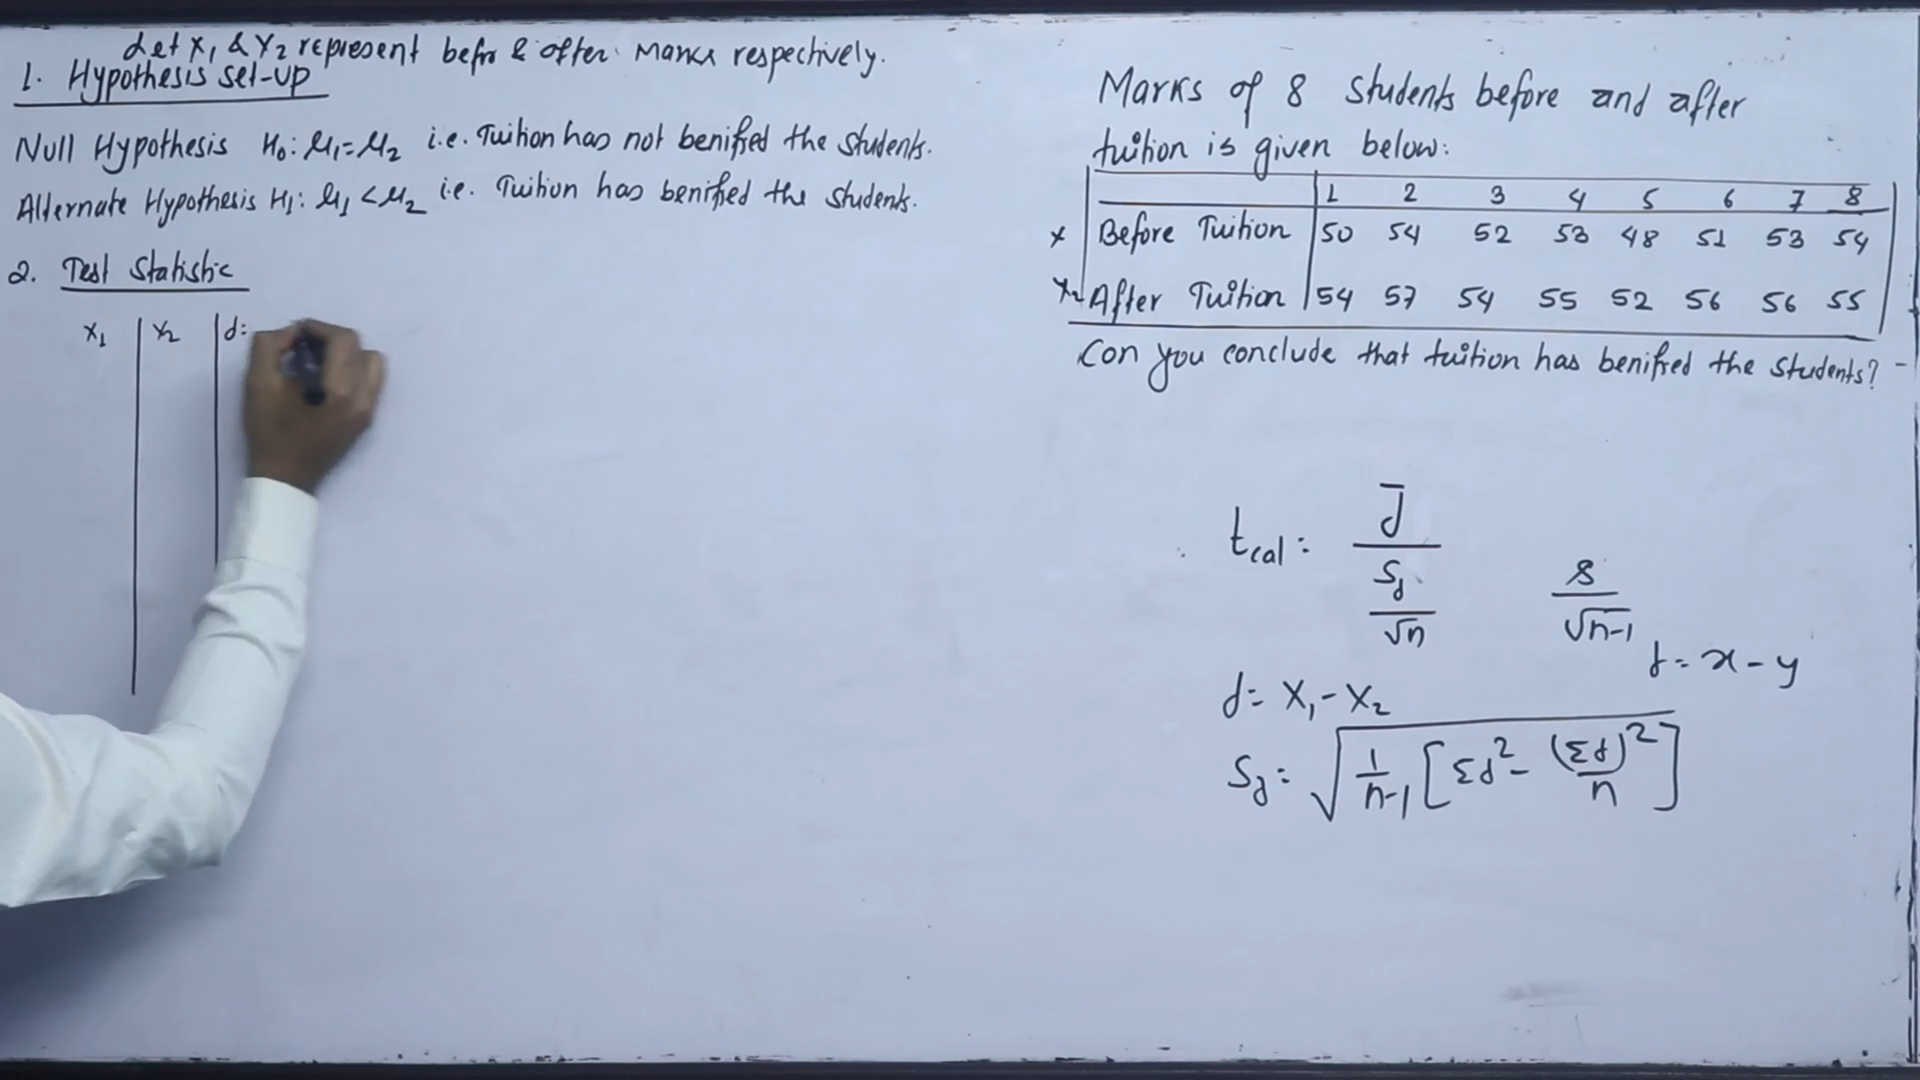 Let X₁ & X₂ represent befor & after Marks respectively.
1. Hypothesis set-up
Null Hypothesis H₀: μ₁=μ₂ i.e. Tuition has not benifted the students.
Alternate Hypothesis H₁: μ₁<μ₂ i.e. Tuition has benifted the students.
2. Test Statistic
X₁ X₂ d=
Marks of 8 students before and after
tuition is given below:
1 2 3 4 5 6 7 8
X Before Tuition 50 54 52 53 48 51 53 54
X₂ After Tuition 54 57 54 55 52 56 56 55
Can you conclude that tuition has benifted the students?
t_cal = d̄ / (S_d / √n)
s / √n-1
d = x - y
d = X₁ - X₂
S_d = √(1/(n-1) [Σd² - (Σd)²/n])